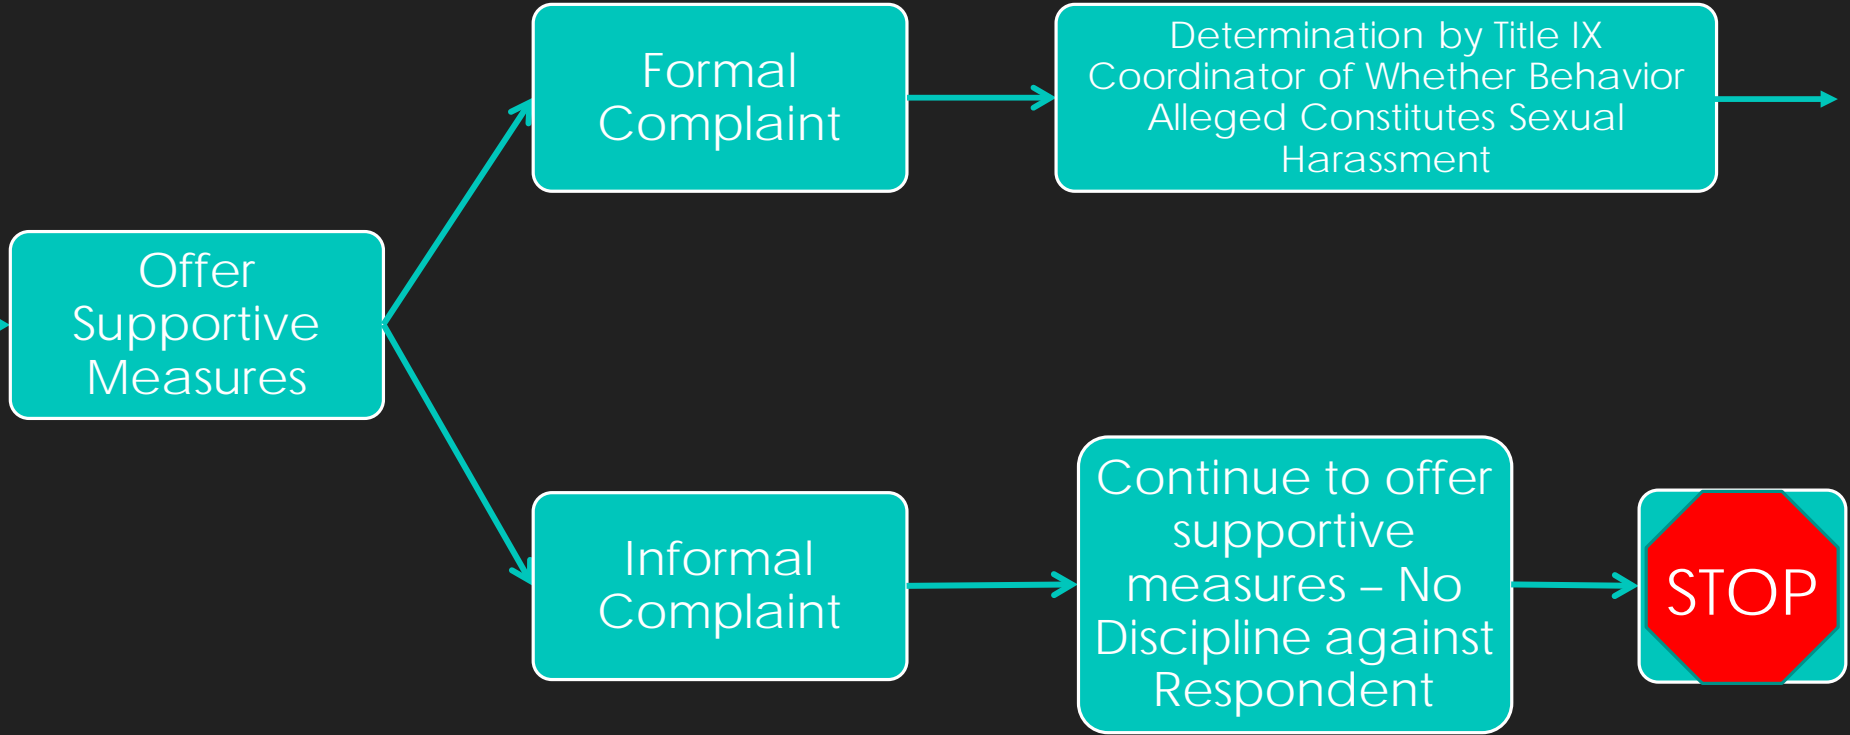 Formal
Complaint
Determination by Title IX
Coordinator of Whether Behavior
Alleged Constitutes Sexual
Harassment
Offer
Supportive
Measures
Informal
Complaint
Continue to offer
supportive
measures – No
Discipline against
Respondent
STOP